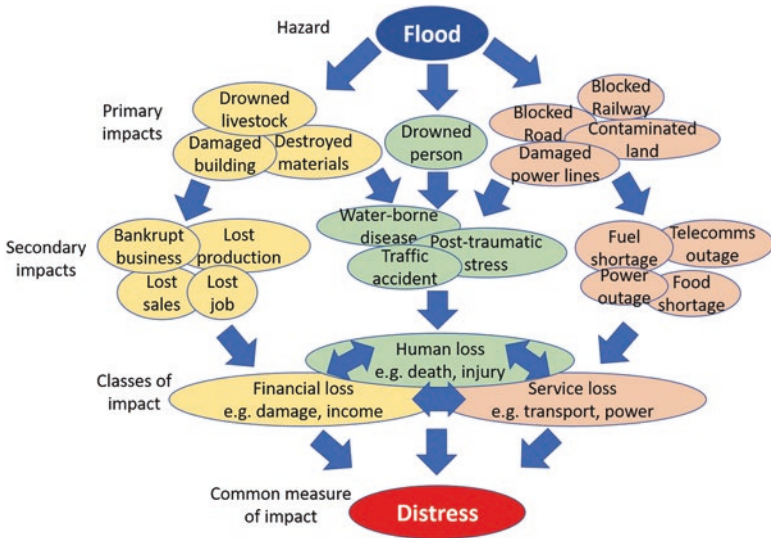 Hazard
Flood
Primary
impacts
Drowned
livestock
Damaged
building
Destroyed
materials
Drowned
person
Blocked
Railway
Blocked
Road
Contaminated
land
Damaged
power lines
Secondary
impacts
Bankrupt
business
Lost
production
Lost
sales
Lost
job
Water-borne
disease
Post-traumatic
stress
Traffic
accident
Fuel
shortage
Telecomms
outage
Power
outage
Food
shortage
Classes of
impact
Human loss
e.g. death, injury
Financial loss
e.g. damage, income
Service loss
e.g. transport, power
Common measure
of impact
Distress